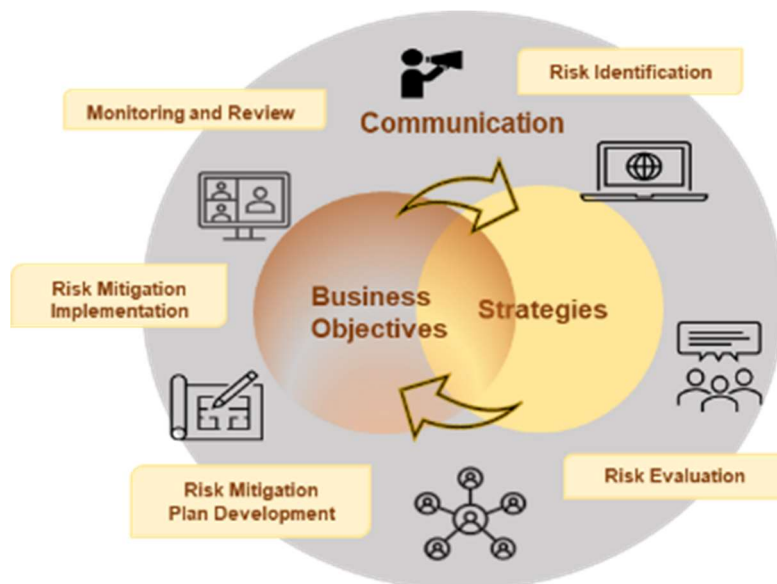 Risk Identification
Monitoring and Review
Communication
Business
Objectives
Strategies
Risk Mitigation
Implementation
Risk Evaluation
Risk Mitigation
Plan Development